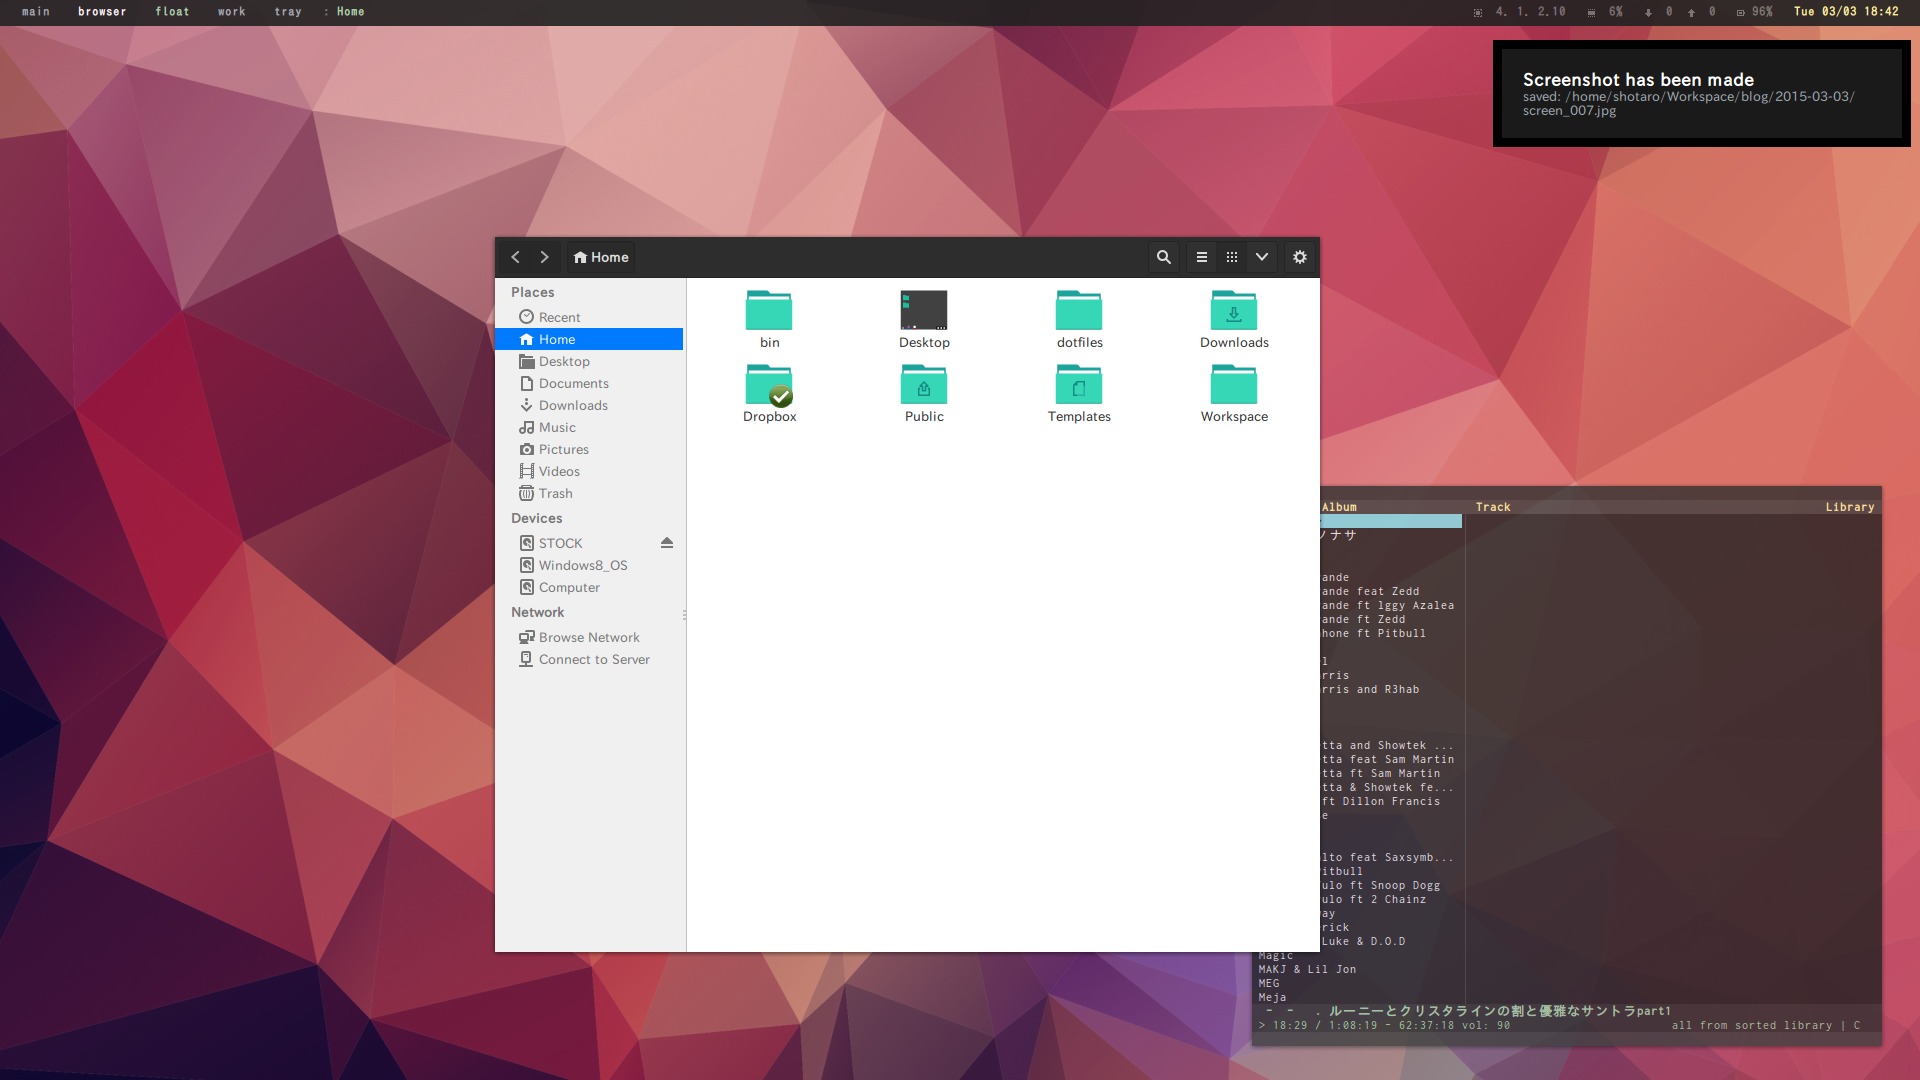 main browser float work tray : Home
4. 1. 2.10 6% 0 0 96% Tue 03/03 18:42
Screenshot has been made
saved: /home/shotaro/Workspace/blog/2015-03-03/
screen_007.jpg
Home
Places
Recent
Home
Desktop
Documents
Downloads
Music
Pictures
Videos
Trash
Devices
STOCK
Windows8_OS
Computer
Network
Browse Network
Connect to Server
bin Desktop dotfiles Downloads
Dropbox Public Templates Workspace
Album Track Library
ノナサ
ande
ande feat Zedd
ande ft Iggy Azalea
ande ft Zedd
hone ft Pitbull
l
rris
rris and R3hab
tta and Showtek ...
tta feat Sam Martin
tta ft Sam Martin
tta & Showtek fe...
ft Dillon Francis
e
lto feat Saxsymb...
itbull
ulo ft Snoop Dogg
ulo ft 2 Chainz
ay
rick
Luke & D.O.D
Magic
MAKJ & Lil Jon
MEG
Meja
- - . ルーニーとクリスタラインの割と優雅なサントラpart1
> 18:29 / 1:08:19 - 62:37:18 vol: 90 all from sorted library | C